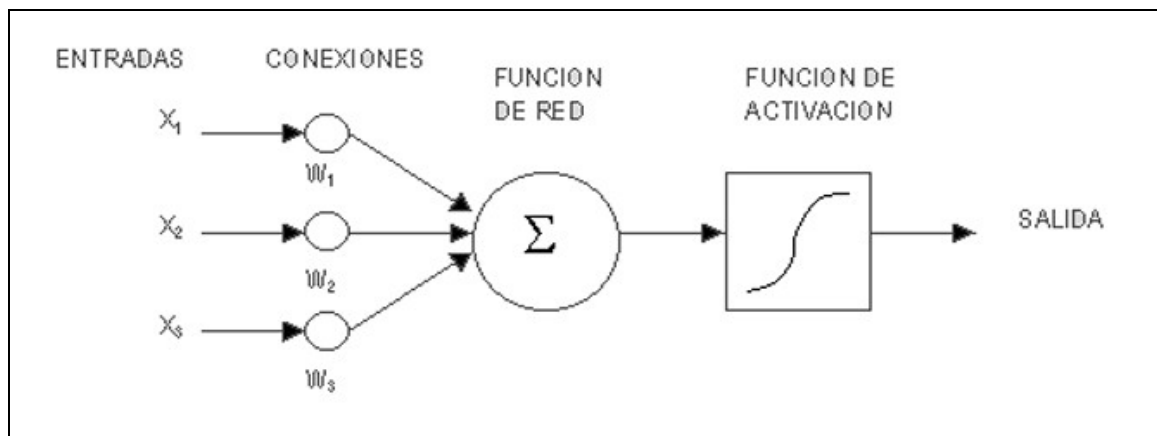 ENTRADAS
CONEXIONES
FUNCION
DE RED
FUNCION DE
ACTIVACION
X₁
W₁
X₂
W₂
X₃
W₃
Σ
SALIDA